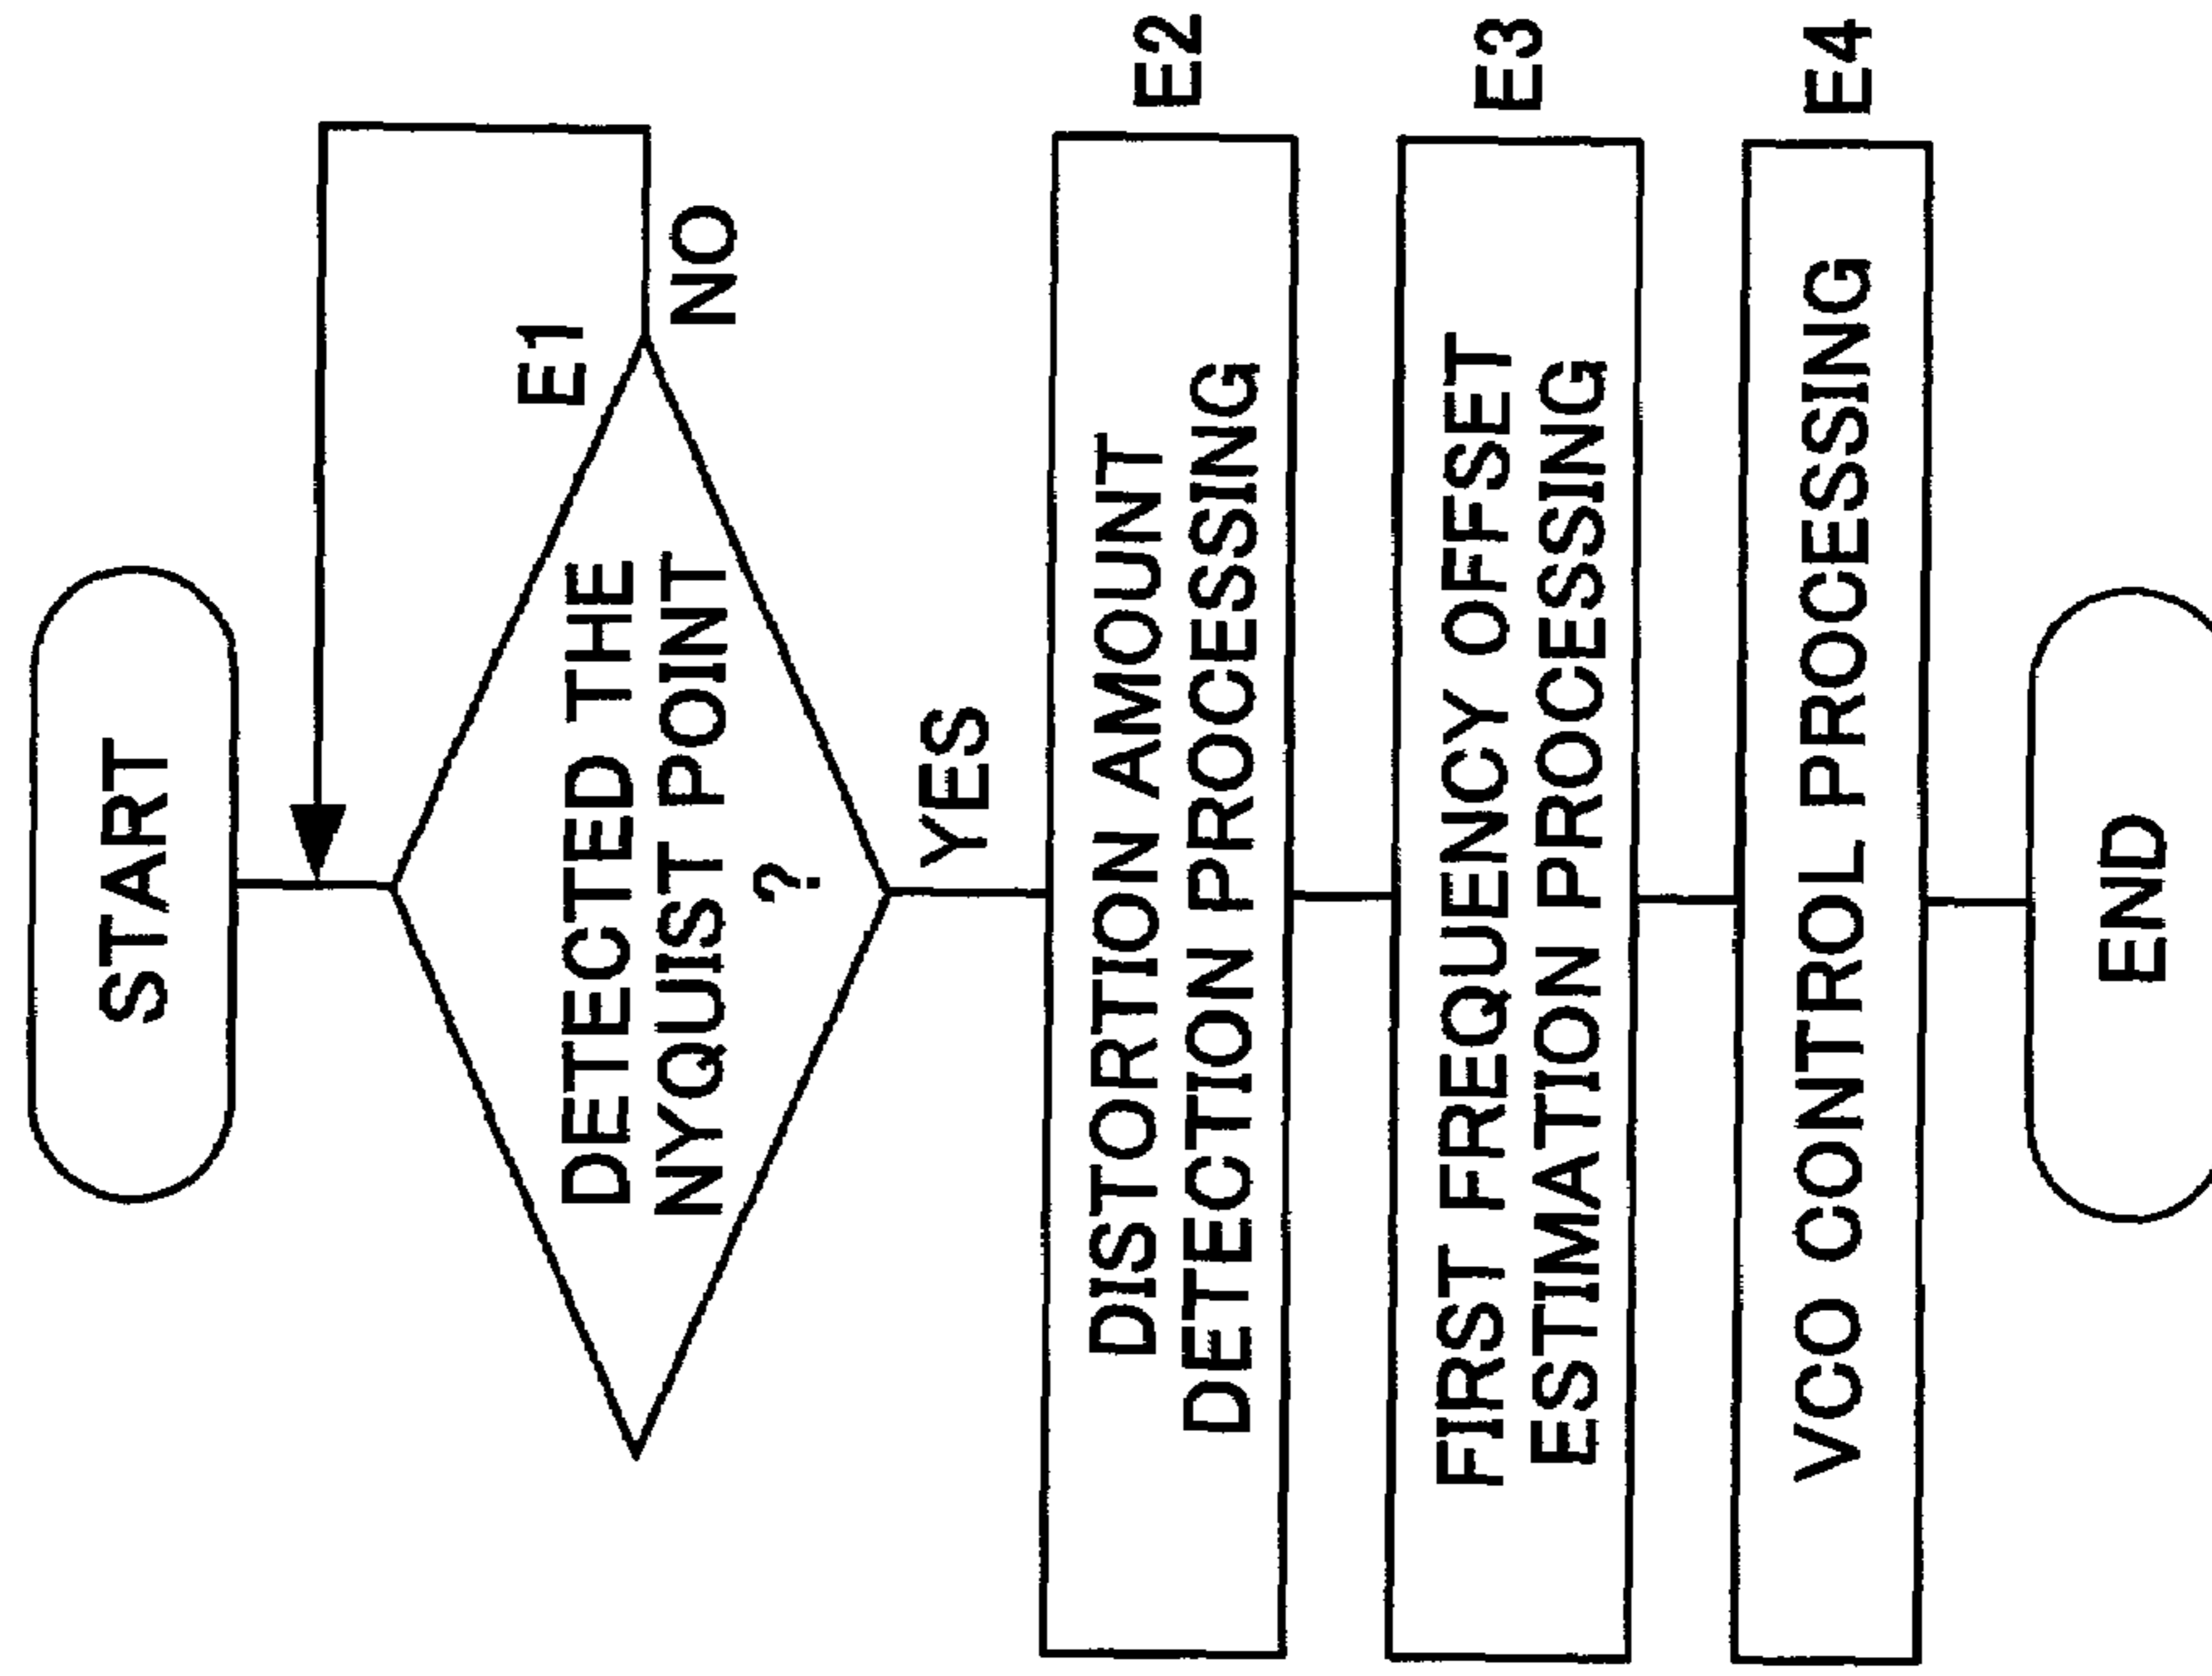 START
E1
DETECTED THE
NYQUIST POINT
?
NO
YES
E2
DISTORTION AMOUNT
DETECTION PROCESSING
E3
FIRST FREQUENCY OFFSET
ESTIMATION PROCESSING
E4
VCO CONTROL PROCESSING
END